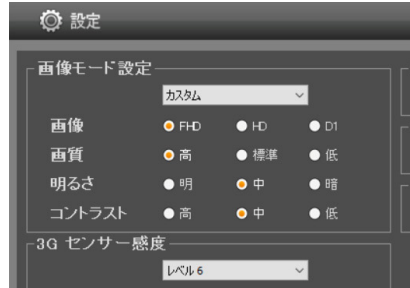 設定
画像モード設定
カスタム
画像 FHD HD D1
画質 高 標準 低
明るさ 明 中 暗
コントラスト 高 中 低
3G センサー感度
レベル 6